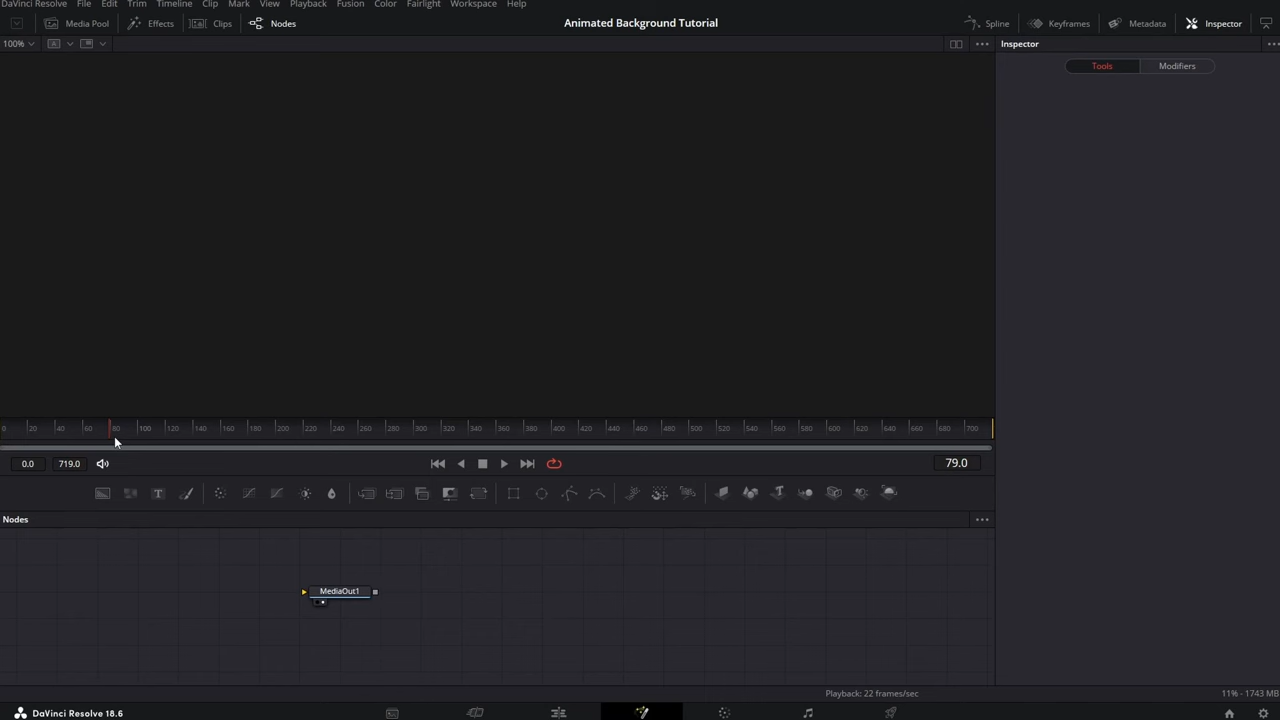 DaVinci Resolve File Edit Trim Timeline Clip Mark View Playback Fusion Color Fairlight Workspace Help
Media Pool Effects Clips Nodes Animated Background Tutorial Spline Keyframes Metadata Inspector
100% A Inspector
Tools Modifiers
0 20 40 60 80 100 120 140 160 180 200 220 240 260 280 300 320 340 360 380 400 420 440 460 480 500 520 540 560 580 600 620 640 660 680 700
0.0 719.0 79.0
T
Nodes
MediaOut1
Playback: 22 frames/sec 11% - 1743 MB
DaVinci Resolve 18.6